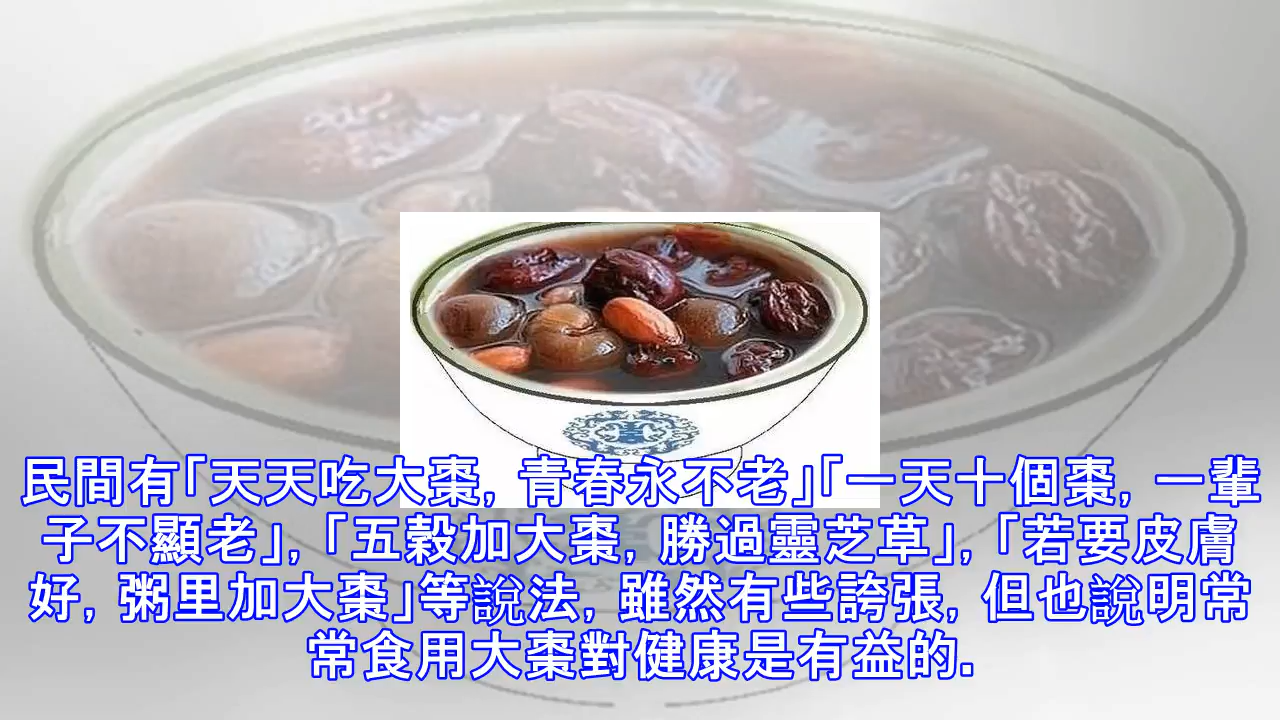 民間有「天天吃大棗, 青春永不老」「一天十個棗, 一輩
子不顯老」,「五穀加大棗, 勝過靈芝草」,「若要皮膚
好, 粥里加大棗」等說法, 雖然有些誇張, 但也說明常
常食用大棗對健康是有益的.